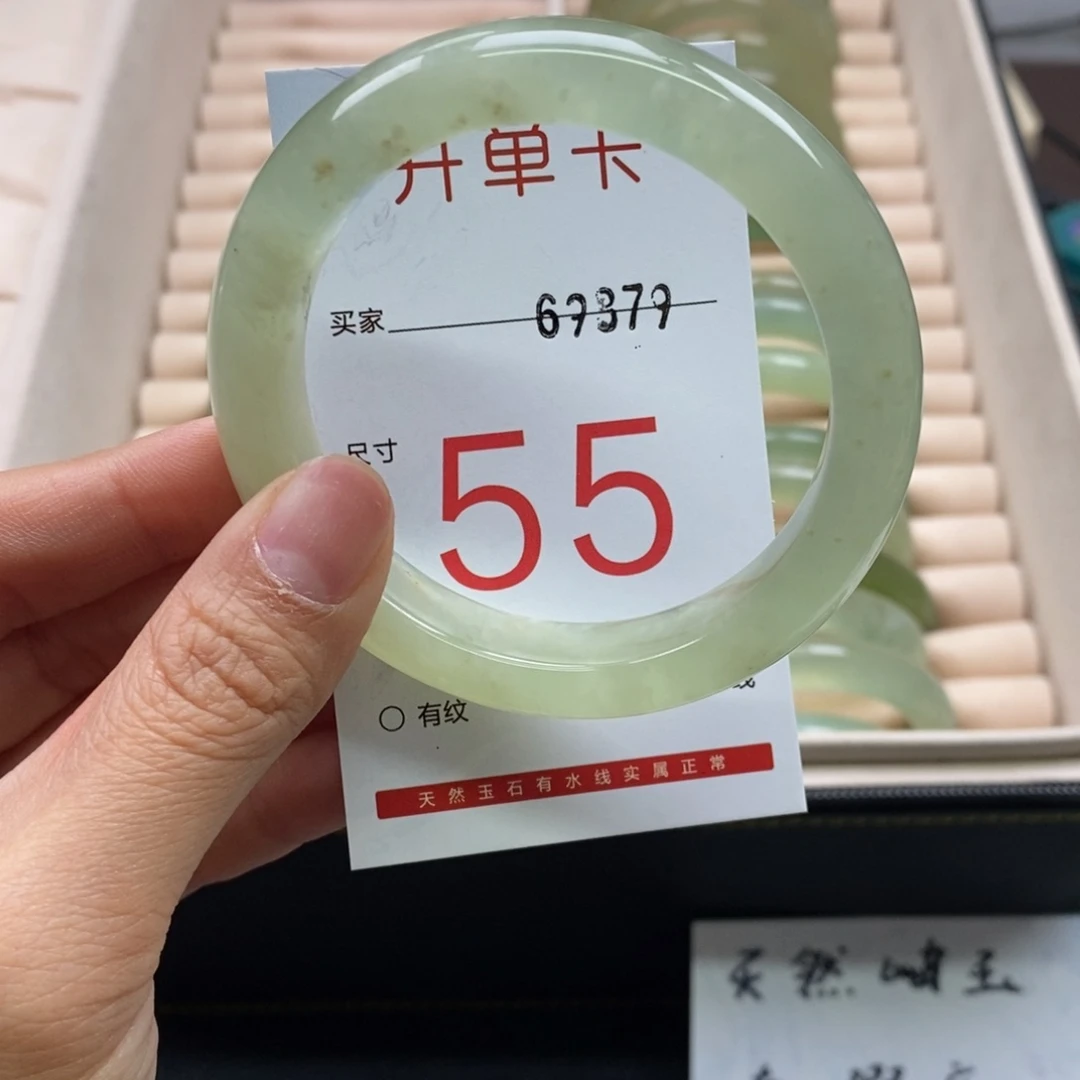 开单卡
买家 69379
尺寸 55
有纹
天然玉石有水线实属正常
天然岫玉